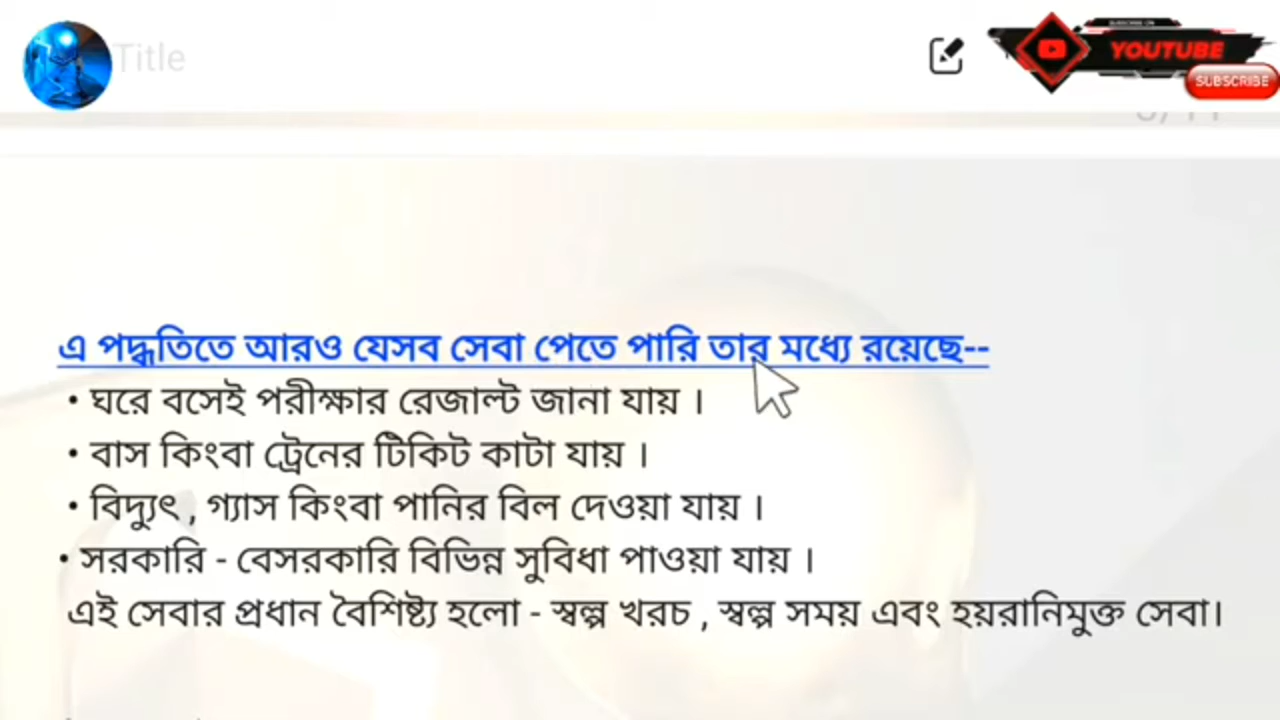 Title
YOUTUBE
SUBSCRIBE
এ পদ্ধতিতে আরও যেসব সেবা পেতে পারি তার মধ্যে রয়েছে--
• ঘরে বসেই পরীক্ষার রেজাল্ট জানা যায় ।
• বাস কিংবা ট্রেনের টিকিট কাটা যায় ।
• বিদ্যুৎ , গ্যাস কিংবা পানির বিল দেওয়া যায় ।
• সরকারি - বেসরকারি বিভিন্ন সুবিধা পাওয়া যায় ।
এই সেবার প্রধান বৈশিষ্ট্য হলো - স্বল্প খরচ , স্বল্প সময় এবং হয়রানিমুক্ত সেবা।